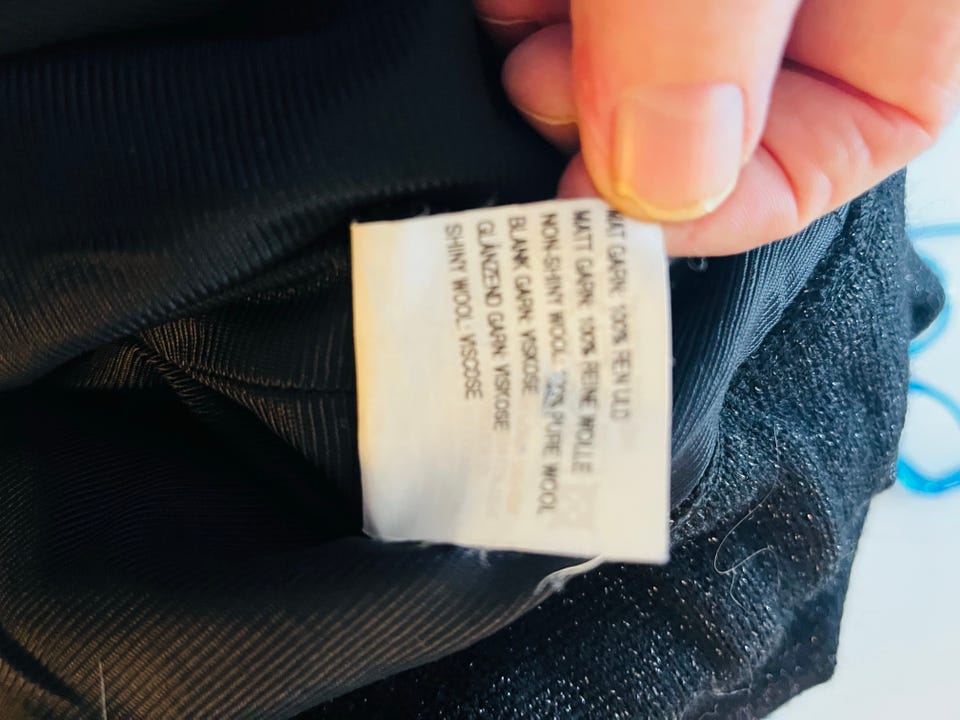 MAT GARN: 100% REN ULD
MATT GARN: 100% REINE WOLLE
NON-SHINY WOOL: 100% PURE WOOL
BLANK GARN: VISKOSE
GLÄNZEND GARN: VISKOSE
SHINY WOOL: VISCOSE